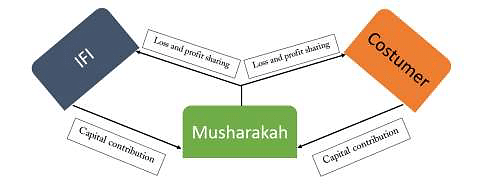 IFI
Loss and profit sharing
Loss and profit sharing
Costumer
Capital contribution
Musharakah
Capital contribution